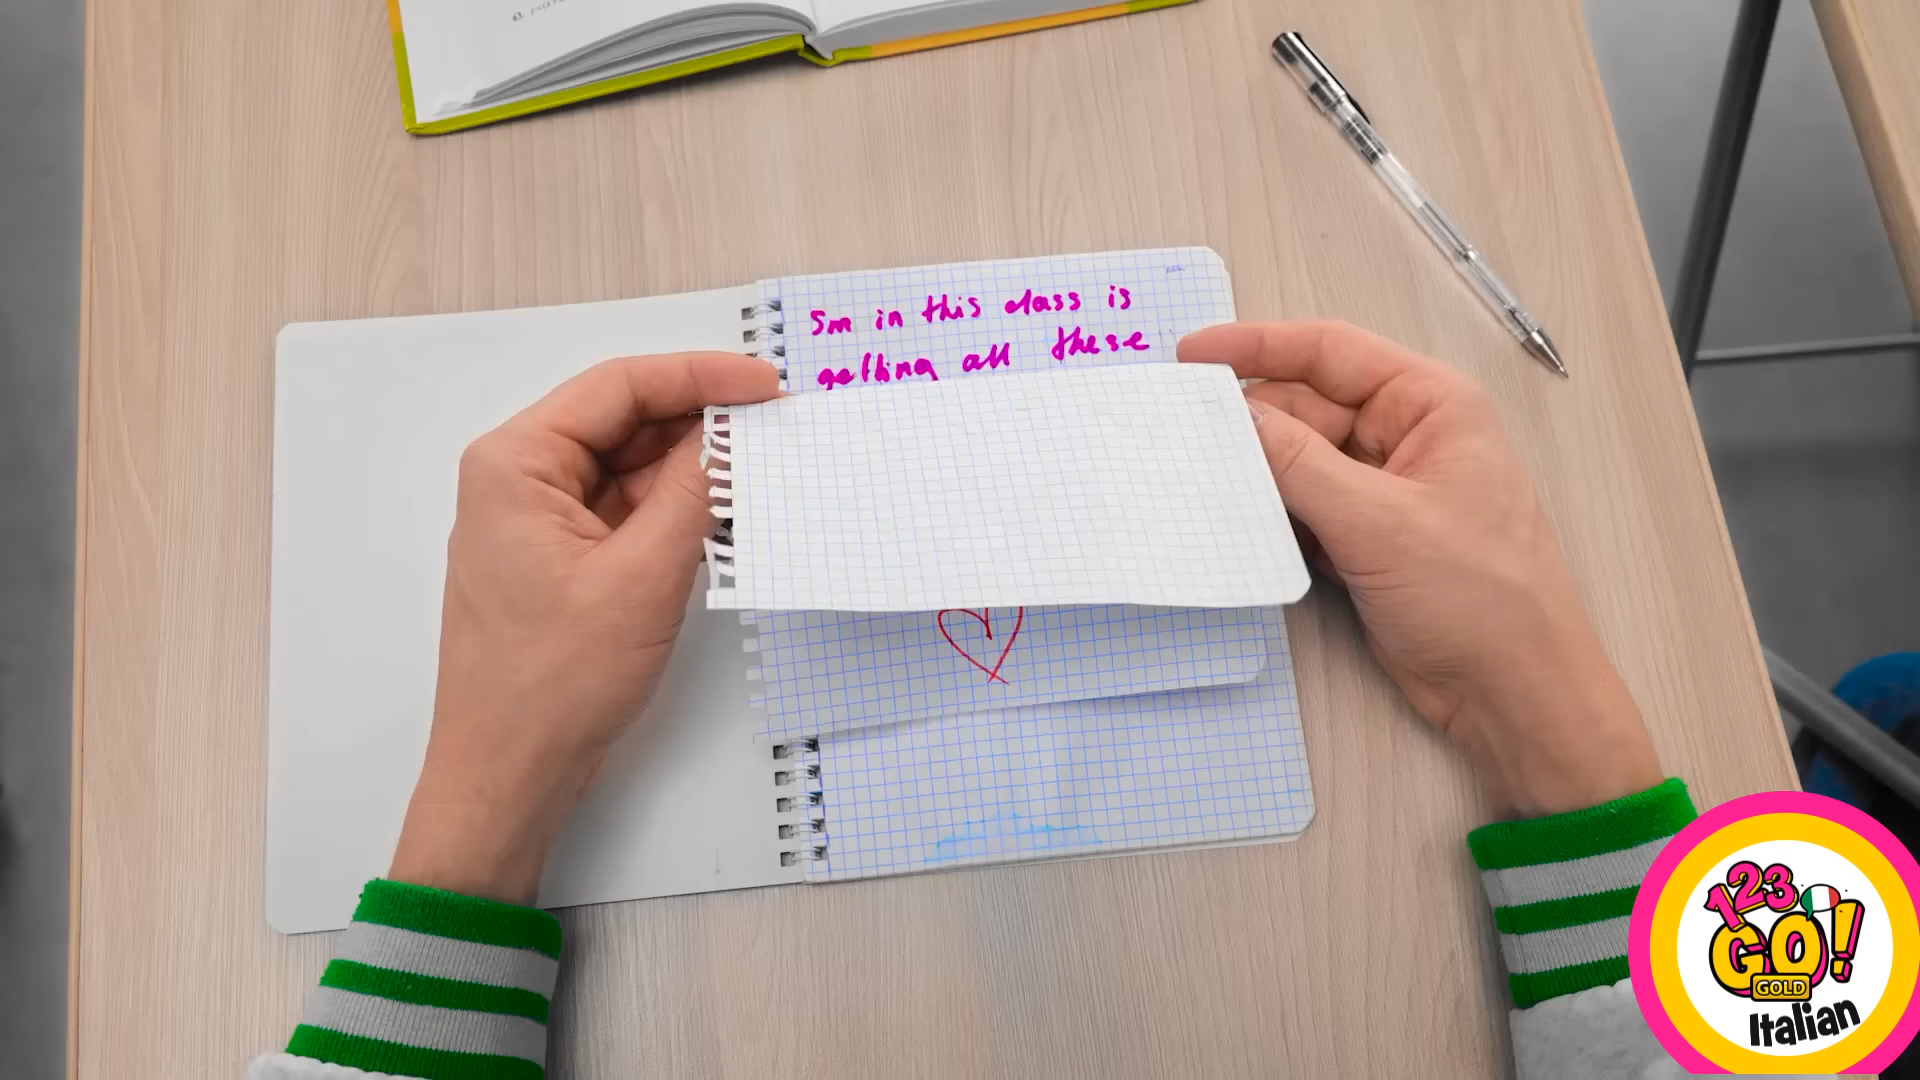 Sm in this class is
getting all these
123
GO!
GOLD
Italian